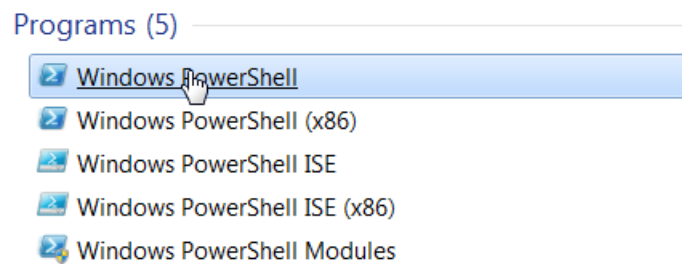 Programs (5)
Windows PowerShell
Windows PowerShell (x86)
Windows PowerShell ISE
Windows PowerShell ISE (x86)
Windows PowerShell Modules